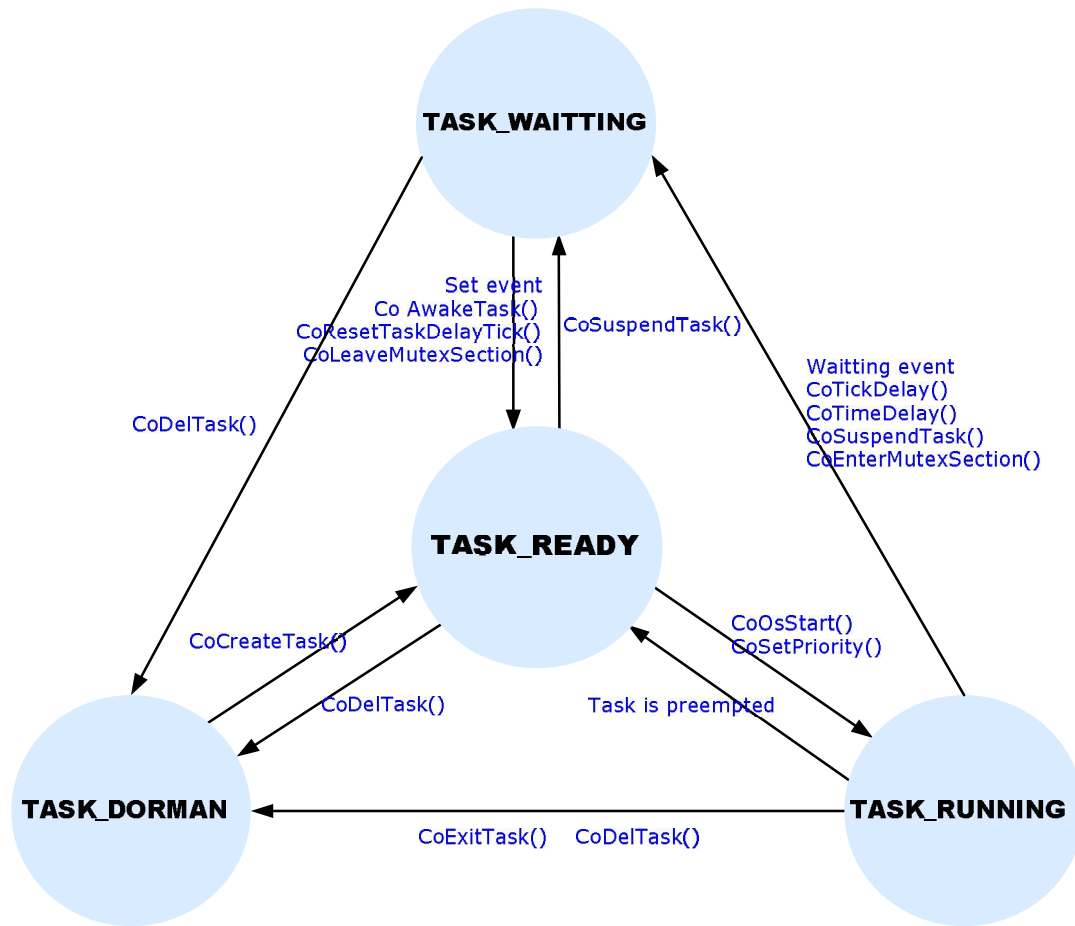 TASK_WAITTING
Set event
Co AwakeTask()
CoResetTaskDelayTick()
CoLeaveMutexSection()
CoSuspendTask()
Waitting event
CoTickDelay()
CoTimeDelay()
CoSuspendTask()
CoEnterMutexSection()
CoDelTask()
TASK_READY
CoOsStart()
CoSetPriority()
CoCreateTask()
CoDelTask()
Task is preempted
TASK_DORMAN
TASK_RUNNING
CoExitTask() CoDelTask()